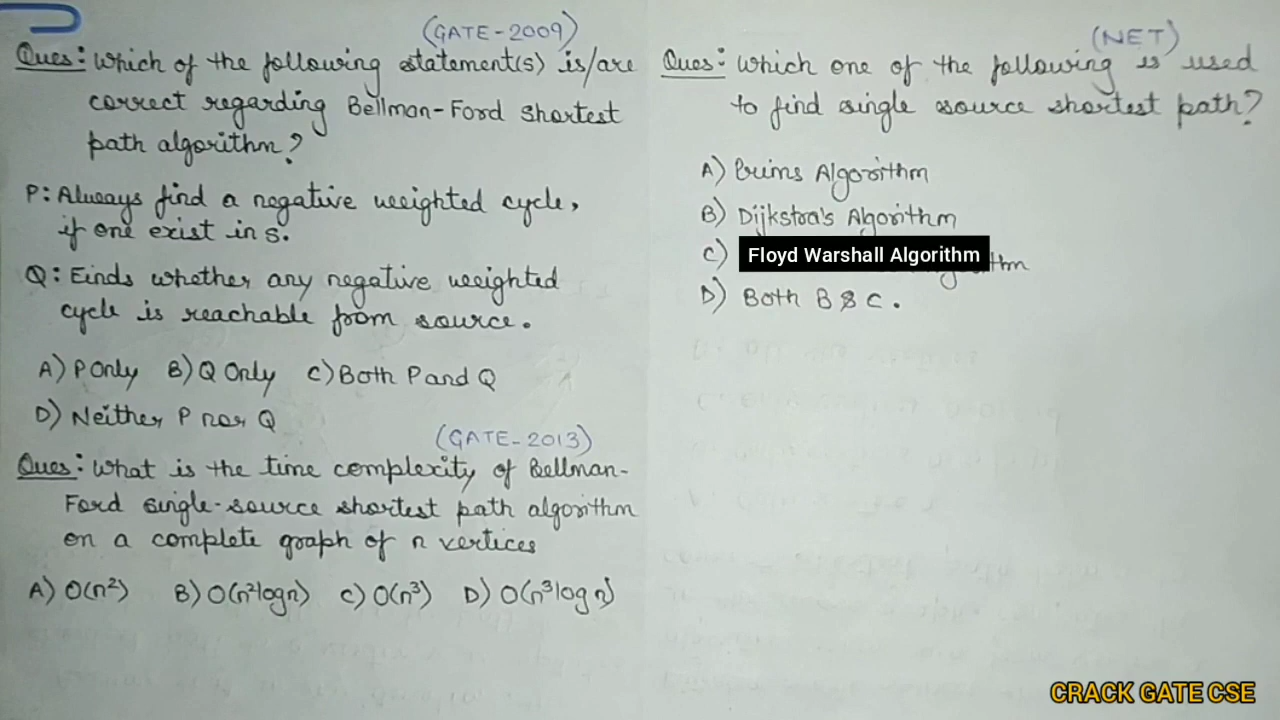 (GATE-2009)
Ques: Which of the following statement(s) is/are
correct regarding Bellman-Ford shortest
path algorithm?
P: Always find a negative weighted cycle,
if one exist in s.
Q: Finds whether any negative weighted
cycle is reachable from source.
A) P Only B) Q Only C) Both P and Q
D) Neither P nor Q
(GATE-2013)
Ques: What is the time complexity of Bellman-
Ford single-source shortest path algorithm
on a complete graph of n vertices
A) O(n²) B) O(n²logn) C) O(n³) D) O(n³logn)
(NET)
Ques: Which one of the following is used
to find single source shortest path?
A) Prims Algorithm
B) Dijkstra's Algorithm
C) Floyd Warshall Algorithm
D) Both B & C.
CRACK GATE CSE